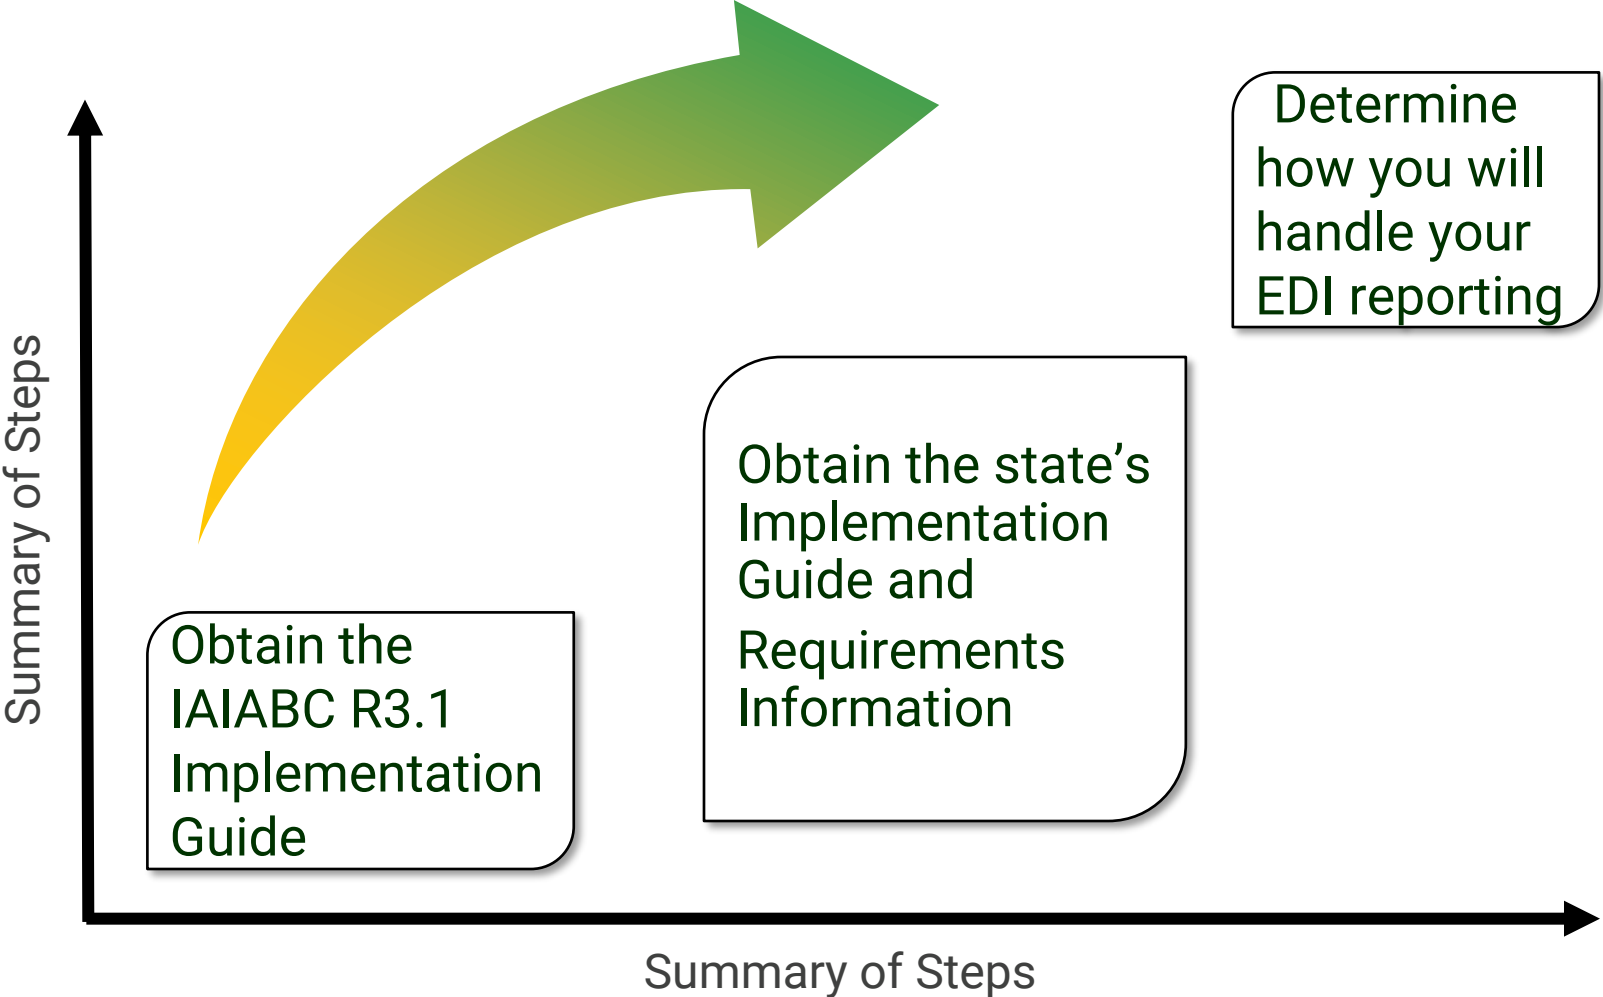 Summary of Steps
Obtain the
IAIABC R3.1
Implementation
Guide
Obtain the state’s
Implementation
Guide and
Requirements
Information
Determine
how you will
handle your
EDI reporting
Summary of Steps